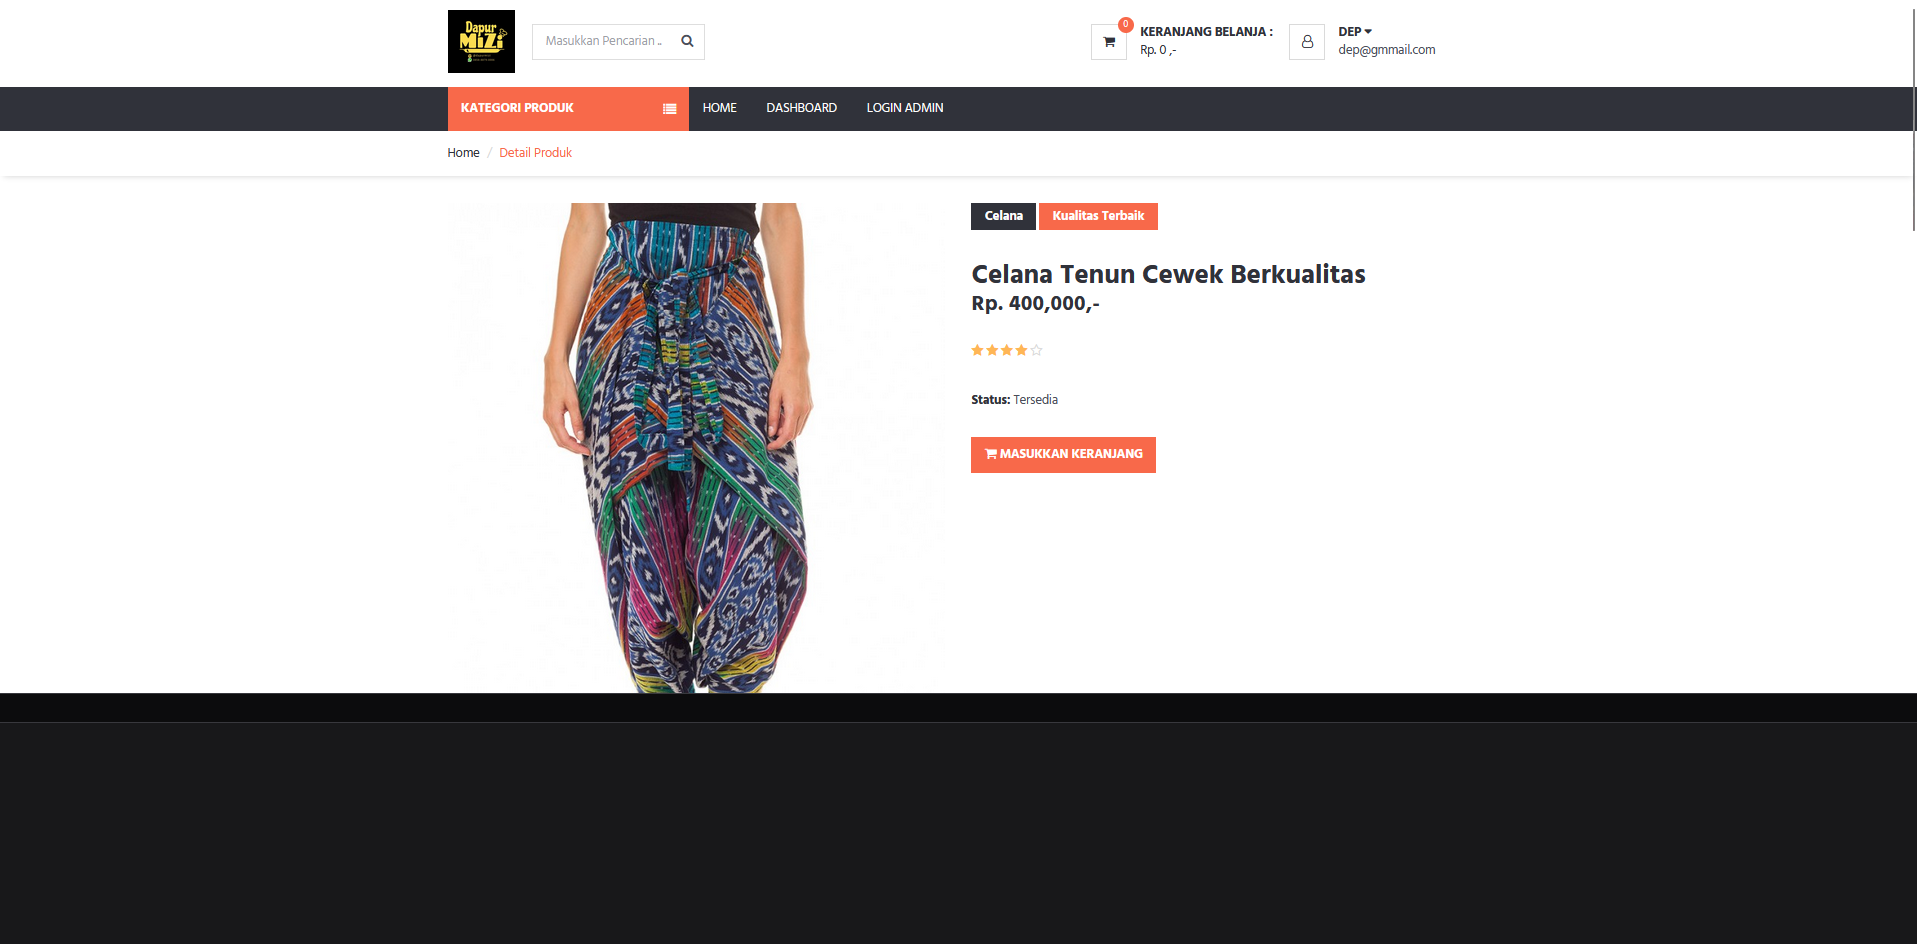 Dapur
MiZi
Masukkan Pencarian ..
0
KERANJANG BELANJA :
Rp. 0 ,-
DEP
dep@gmmail.com
KATEGORI PRODUK
HOME
DASHBOARD
LOGIN ADMIN
Home / Detail Produk
Celana
Kualitas Terbaik
Celana Tenun Cewek Berkualitas
Rp. 400,000,-
Status: Tersedia
MASUKKAN KERANJANG